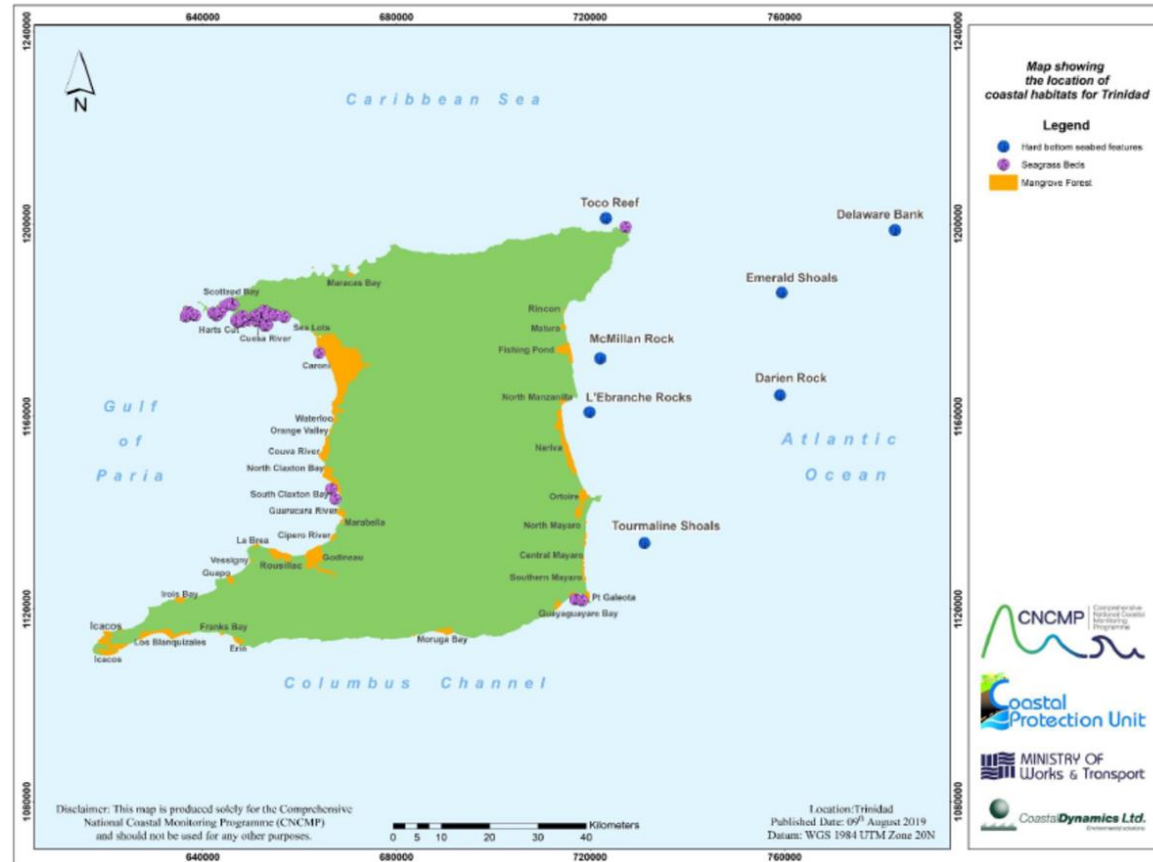 640000
680000
720000
760000
1240000
1240000
Map showing
the location of
coastal habitats for Trinidad
N
Caribbean Sea
Legend
Hard bottom seabed features
Seagrass Beds
Mangrove Forest
1200000
Toco Reef
Delaware Bank
1200000
Maracas Bay
Emerald Shoals
Scotland Bay
Rincon
Harts Cut
Sea Lots
Matura
Cuesa River
McMillan Rock
Fishing Pond
Caroni
Darien Rock
North Manzanilla
L'Ebranche Rocks
Gulf
of
Paria
1160000
1160000
Waterloo
Orange Valley
Atlantic
Ocean
Couva River
Nariva
North Claxton Bay
South Claxton Bay
Ortoire
Guaracara River
Marabella
North Mayaro
Tourmaline Shoals
Cipero River
La Brea
Vessigny
Godineau
Central Mayaro
Rousillac
Guapo
Southern Mayaro
Irois Bay
Pt Galeota
1120000
1120000
Guayaguayare Bay
Icacos
Franks Bay
Los Blanquizales
Erin
Moruga Bay
Icacos
CNCMP
Comprehensive
National Coastal
Monitoring
Programme
Columbus Channel
Coastal
Protection Unit
MINISTRY OF
Works & Transport
1080000
1080000
Disclaimer: This map is produced solely for the Comprehensive
National Coastal Monitoring Programme (CNCMP)
and should not be used for any other purposes.
Kilometers
0 5 10 20 30 40
Location:Trinidad
Published Date: 09th August 2019
Datum: WGS 1984 UTM Zone 20N
CoastalDynamics Ltd.
Environmental solutions
640000
680000
720000
760000